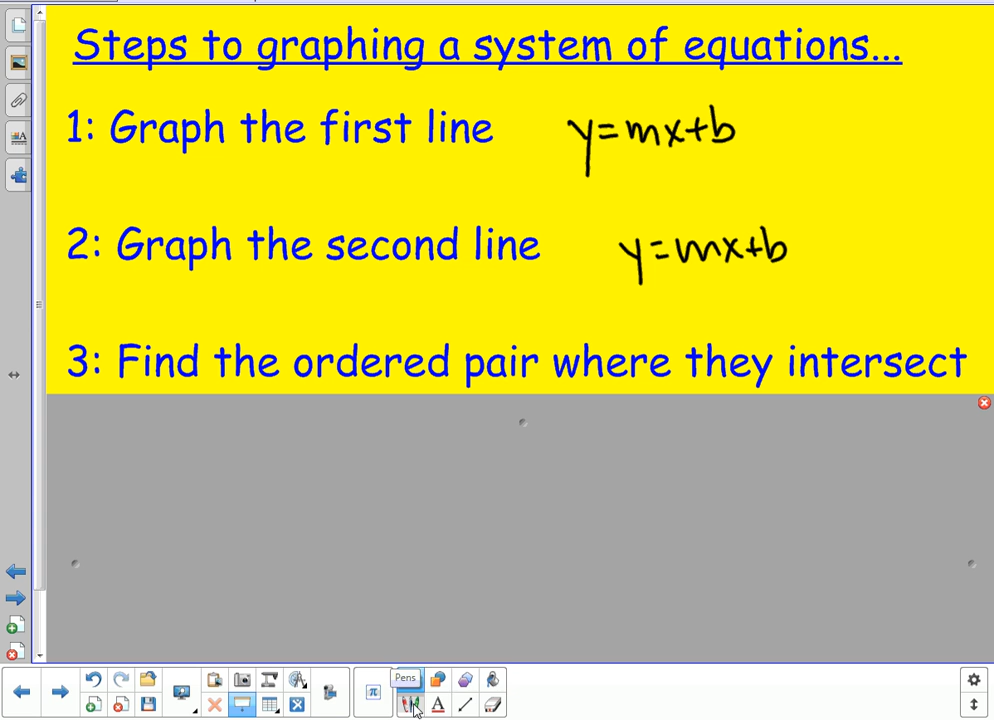 Steps to graphing a system of equations...
1: Graph the first line y=mx+b
2: Graph the second line y=mx+b
3: Find the ordered pair where they intersect
Pens
π
A